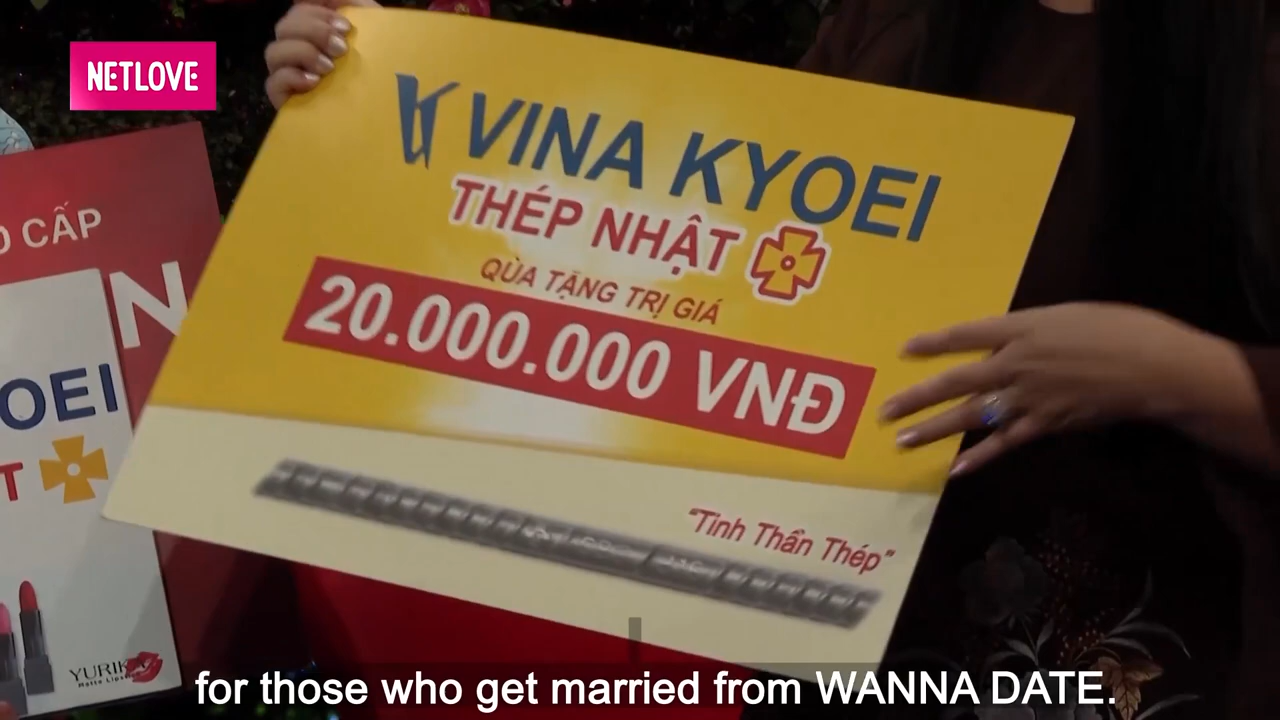 NETLOVE
VINA KYOEI
THÉP NHẬT
QÙA TẶNG TRỊ GIÁ
20.000.000 VNĐ
"Tinh Thần Thép"
CẤP
N
OEI
T
YURIK
for those who get married from WANNA DATE.